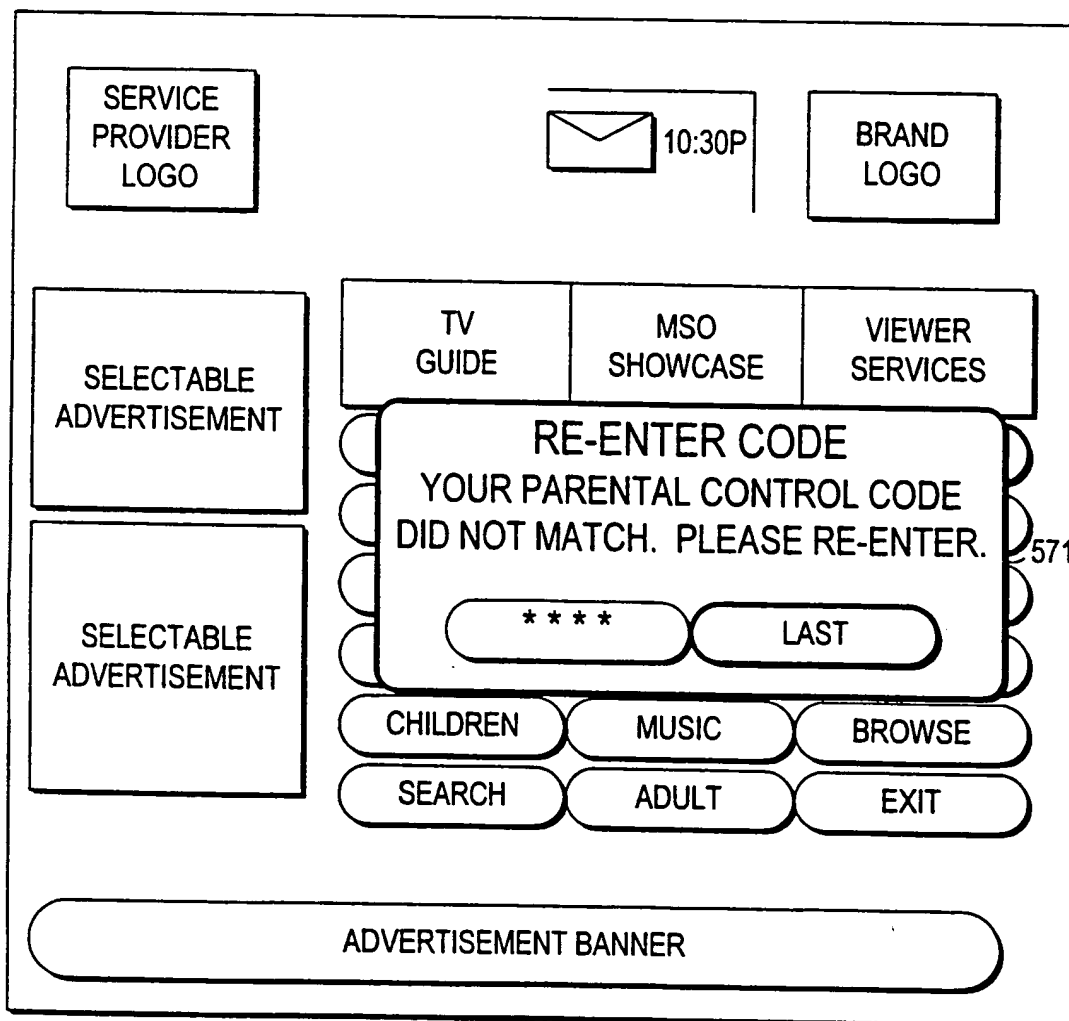 SERVICE
PROVIDER
LOGO
10:30P
BRAND
LOGO
SELECTABLE
ADVERTISEMENT
TV
GUIDE
MSO
SHOWCASE
VIEWER
SERVICES
RE-ENTER CODE
YOUR PARENTAL CONTROL CODE
DID NOT MATCH. PLEASE RE-ENTER.
571
* * * *
LAST
SELECTABLE
ADVERTISEMENT
CHILDREN
MUSIC
BROWSE
SEARCH
ADULT
EXIT
ADVERTISEMENT BANNER